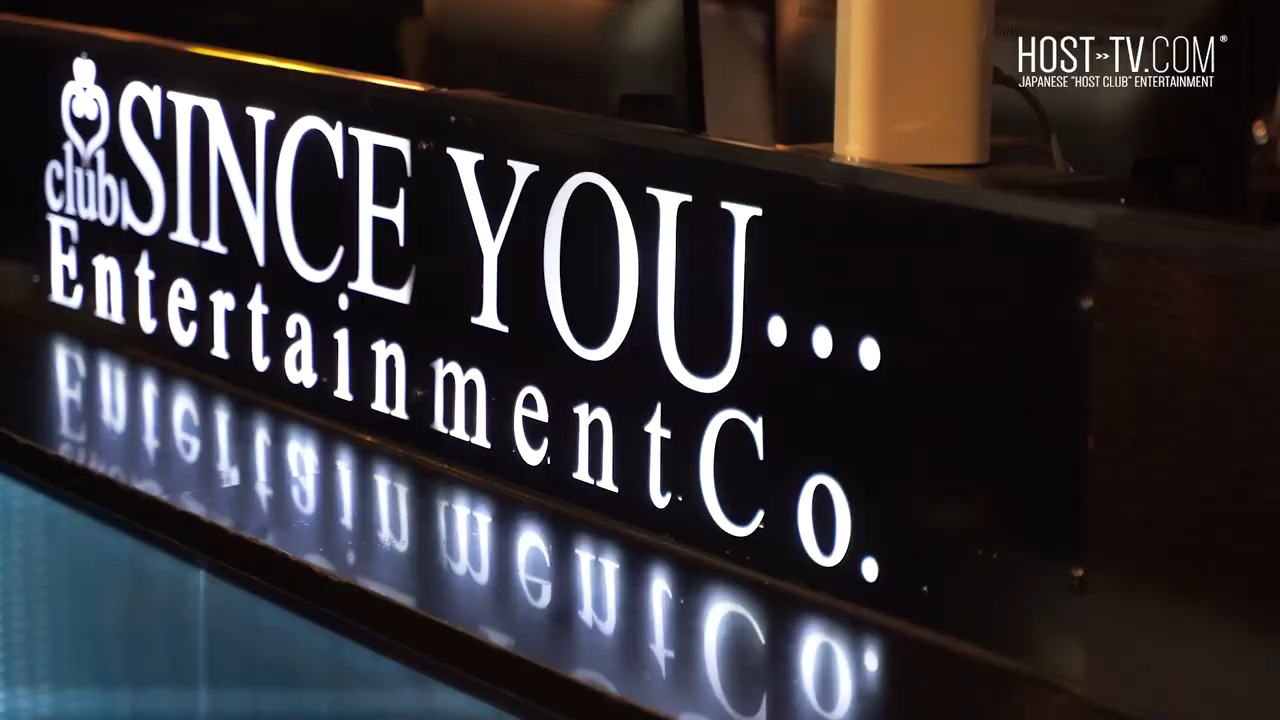 HOST»TV.COM®
JAPANESE "HOST CLUB" ENTERTAINMENT
club SINCE YOU...
Entertainment Co.